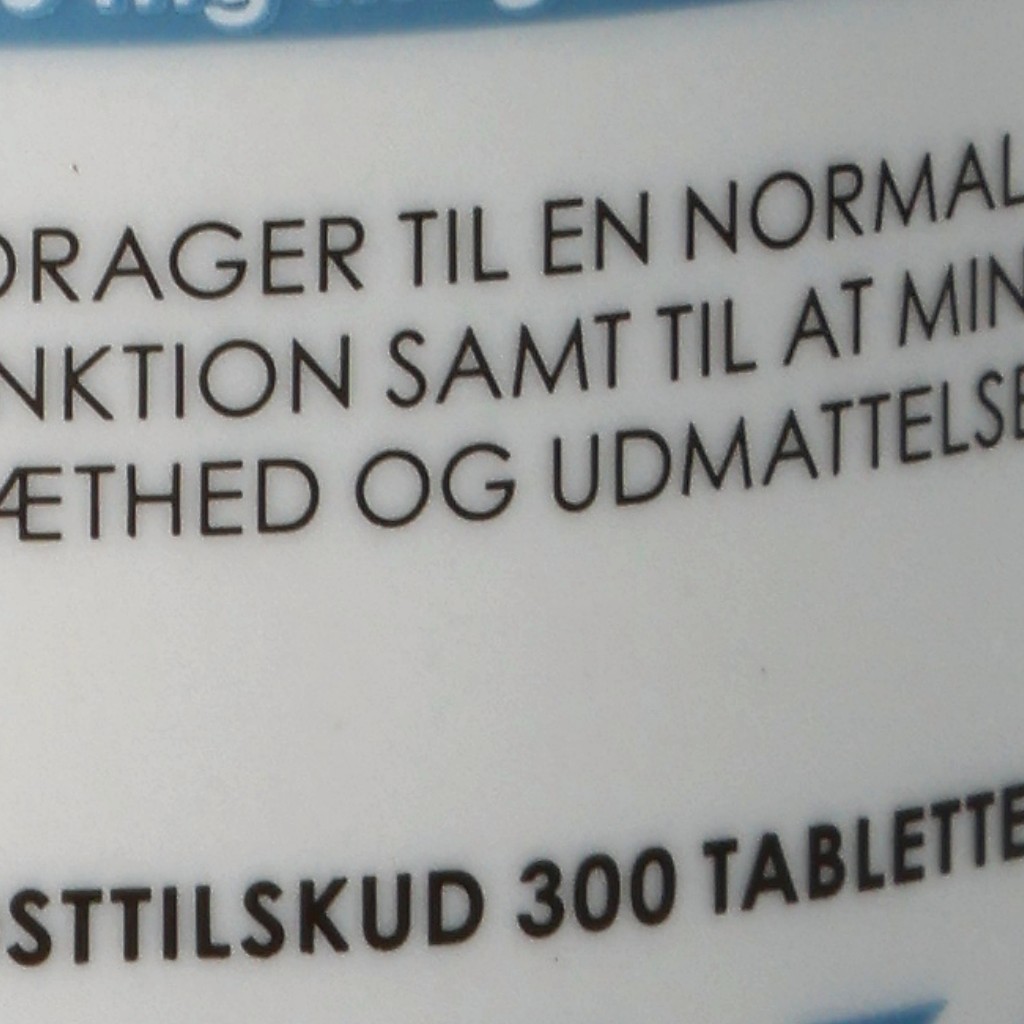 DRAGER TIL EN NORMAL
NKTION SAMT TIL AT MIN
ÆTHED OG UDMATTELSE
STTILSKUD 300 TABLETTE